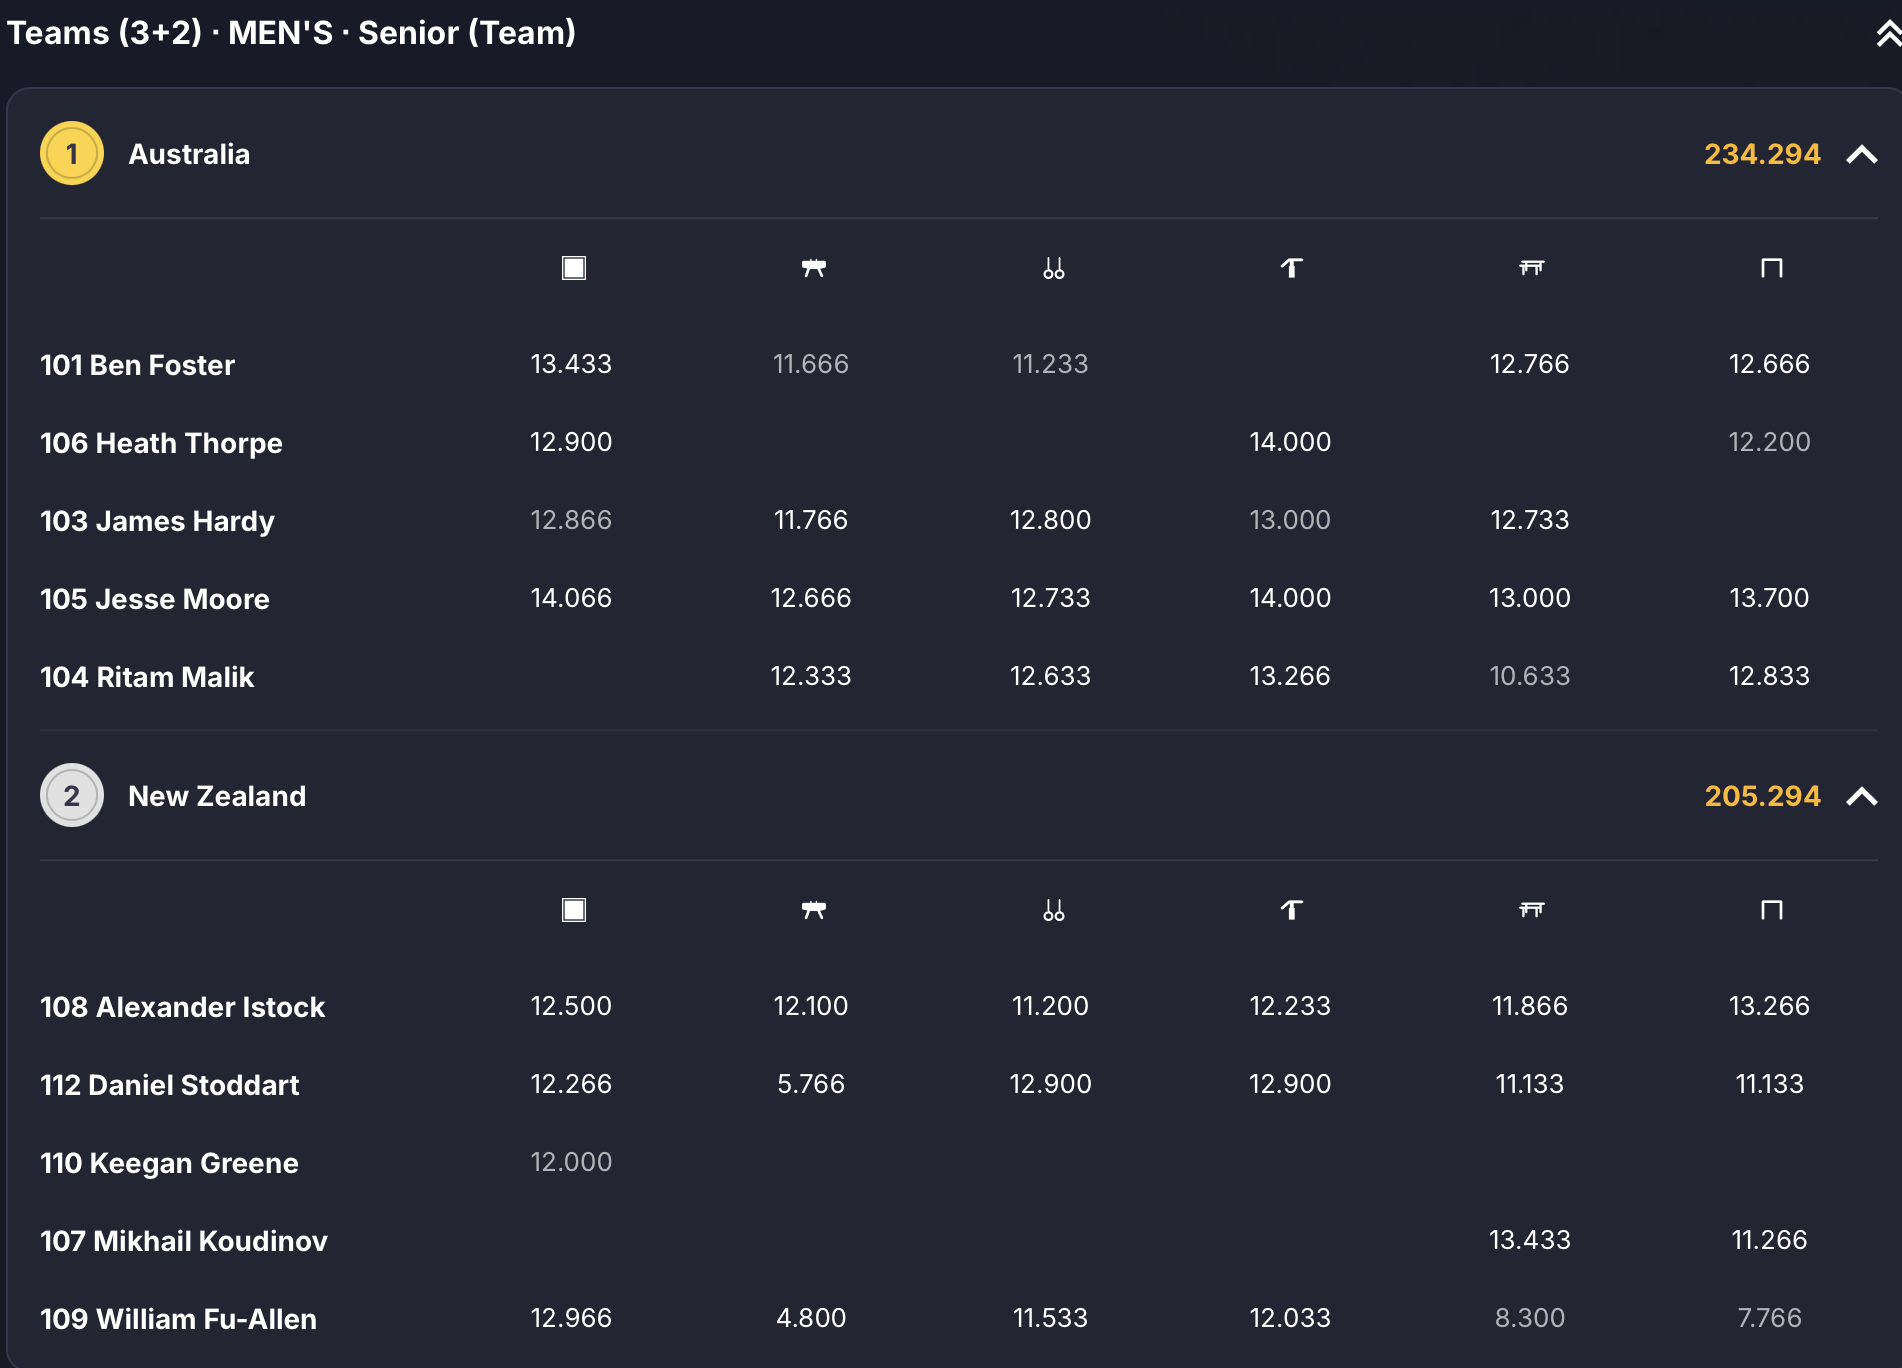 Teams (3+2) · MEN'S · Senior (Team)
1 Australia 234.294
101 Ben Foster 13.433 11.666 11.233 12.766 12.666
106 Heath Thorpe 12.900 14.000 12.200
103 James Hardy 12.866 11.766 12.800 13.000 12.733
105 Jesse Moore 14.066 12.666 12.733 14.000 13.000 13.700
104 Ritam Malik 12.333 12.633 13.266 10.633 12.833
2 New Zealand 205.294
108 Alexander Istock 12.500 12.100 11.200 12.233 11.866 13.266
112 Daniel Stoddart 12.266 5.766 12.900 12.900 11.133 11.133
110 Keegan Greene 12.000
107 Mikhail Koudinov 13.433 11.266
109 William Fu-Allen 12.966 4.800 11.533 12.033 8.300 7.766